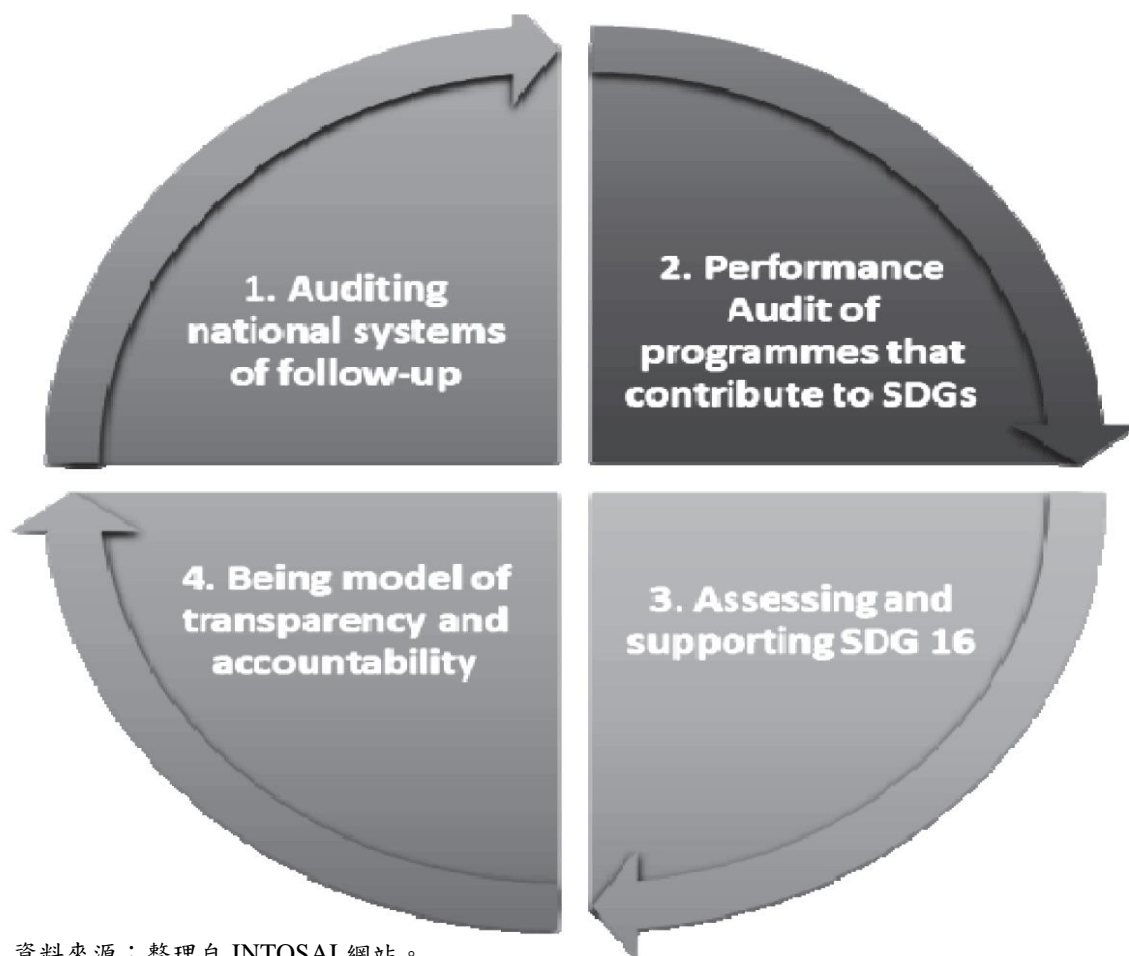 1. Auditing
national systems
of follow-up
2. Performance
Audit of
programmes that
contribute to SDGs
3. Assessing and
supporting SDG 16
4. Being model of
transparency and
accountability
資料來源：整理自 INTOSAI 網站。